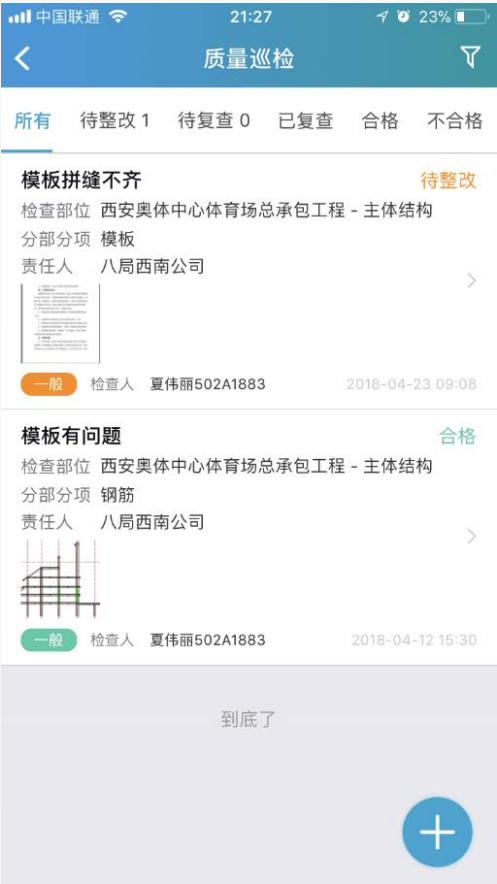 中国联通 21:27 23%
质量巡检
所有 待整改 1 待复查 0 已复查 合格 不合格
模板拼缝不齐 待整改
检查部位 西安奥体中心体育场总承包工程 - 主体结构
分部分项 模板
责任人 八局西南公司
一般 检查人 夏伟丽502A1883 2018-04-23 09:08
模板有问题 合格
检查部位 西安奥体中心体育场总承包工程 - 主体结构
分部分项 钢筋
责任人 八局西南公司
一般 检查人 夏伟丽502A1883 2018-04-12 15:30
到底了